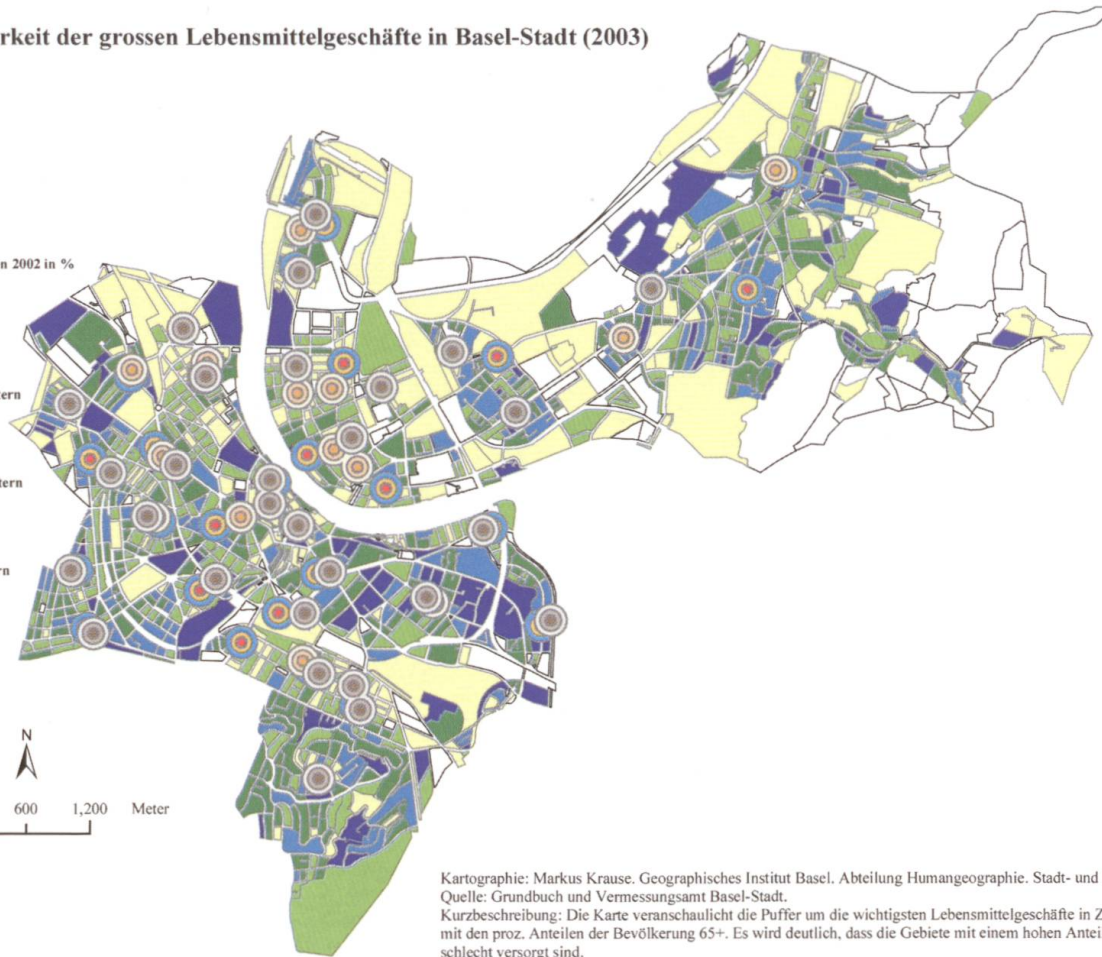 rkeit der grossen Lebensmittelgeschäfte in Basel-Stadt (2003)
n 2002 in %
tern
tern
rn
N
600 1,200 Meter
Kartographie: Markus Krause. Geographisches Institut Basel. Abteilung Humangeographie. Stadt- und
Quelle: Grundbuch und Vermessungsamt Basel-Stadt.
Kurzbeschreibung: Die Karte veranschaulicht die Puffer um die wichtigsten Lebensmittelgeschäfte in Z
mit den proz. Anteilen der Bevölkerung 65+. Es wird deutlich, dass die Gebiete mit einem hohen Antei
schlecht versorgt sind.